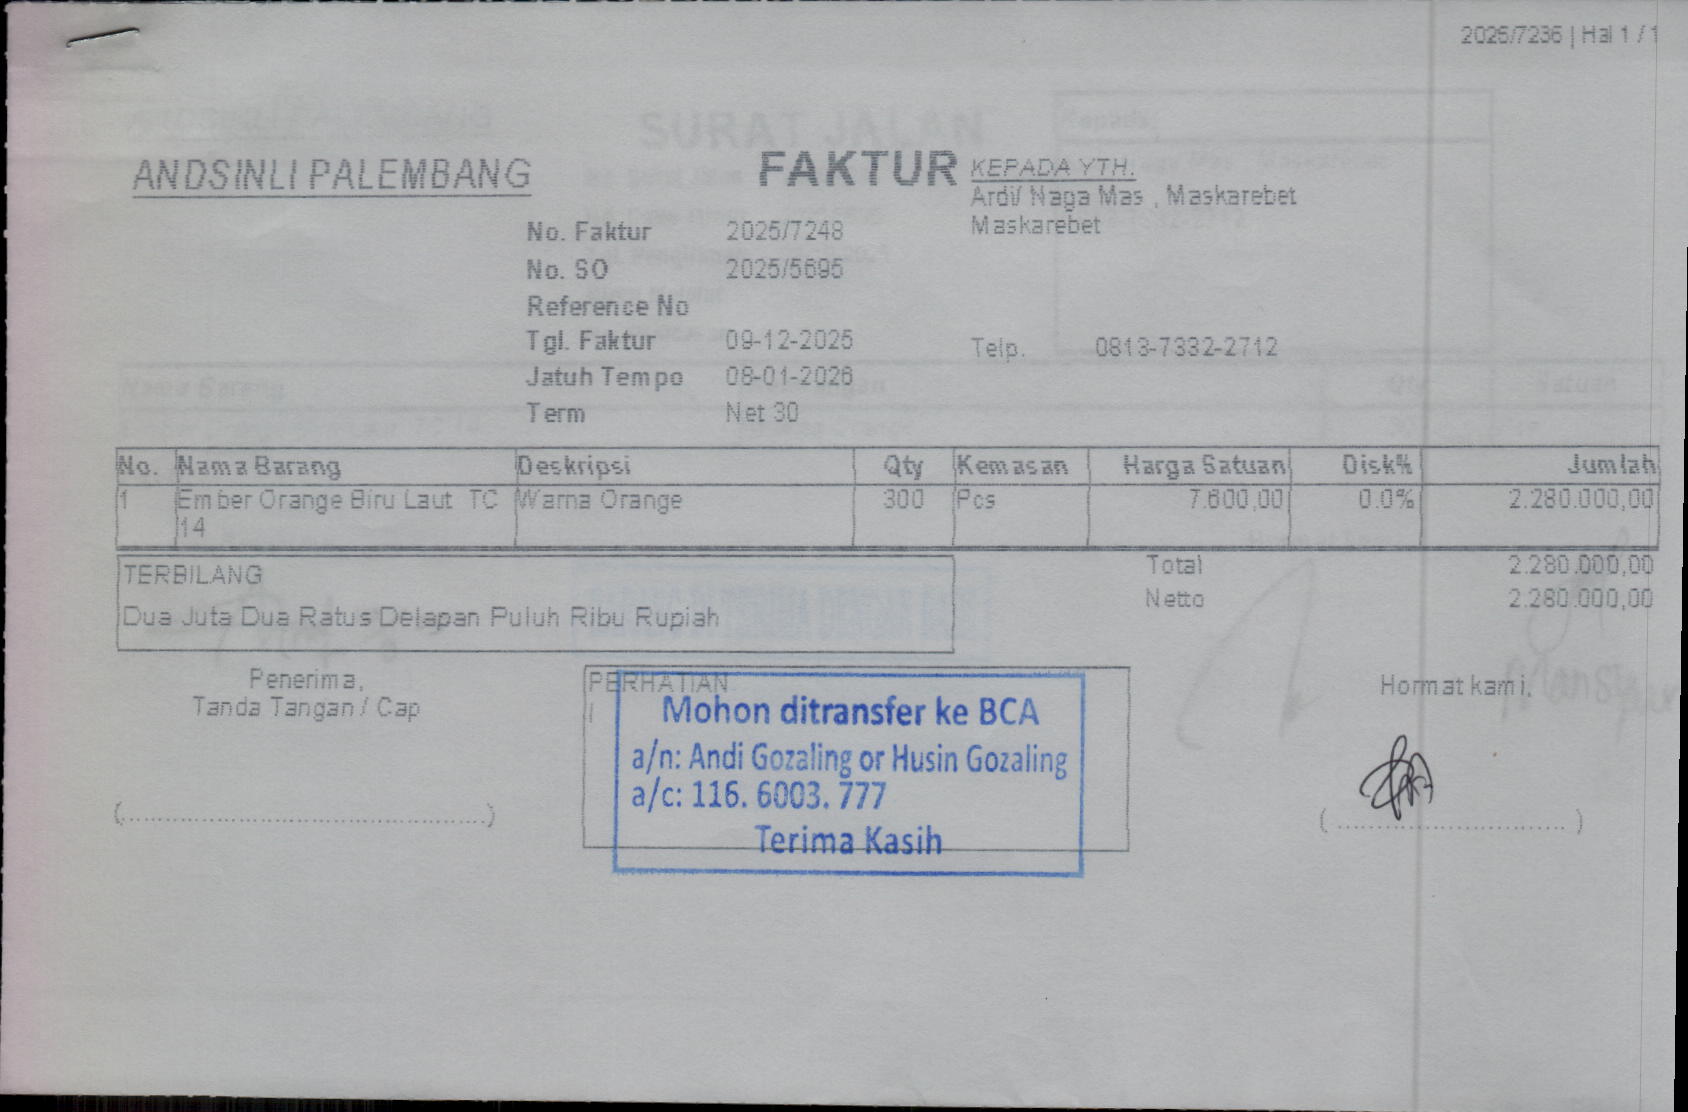 2025/7236 | Hal 1 / 1
SURAT JALAN
Kepada
ANDSINLI PALEMBANG
FAKTUR
KEPADA YTH.
Ardi/ Naga Mas , Maskarebet
Maskarebet
No. Faktur 2025/7248
No. SO 2025/5695
Reference No
Tgl. Faktur 09-12-2025
Telp. 0813-7332-2712
Jatuh Tempo 08-01-2026
Term Net 30
No. Nama Barang Deskripsi Qty Kemasan Harga Satuan Disk% Jumlah
1 Ember Orange Biru Laut TC Warna Orange 300 Pcs 7.600,00 0.0% 2.280.000,00
14
Total 2.280.000,00
Netto 2.280.000,00
TERBILANG
Dua Juta Dua Ratus Delapan Puluh Ribu Rupiah
Penerima,
Tanda Tangan / Cap
(................................................)
PERHATIAN
Mohon ditransfer ke BCA
a/n: Andi Gozaling or Husin Gozaling
a/c: 116. 6003. 777
Terima Kasih
Hormat kami,
( ................................ )